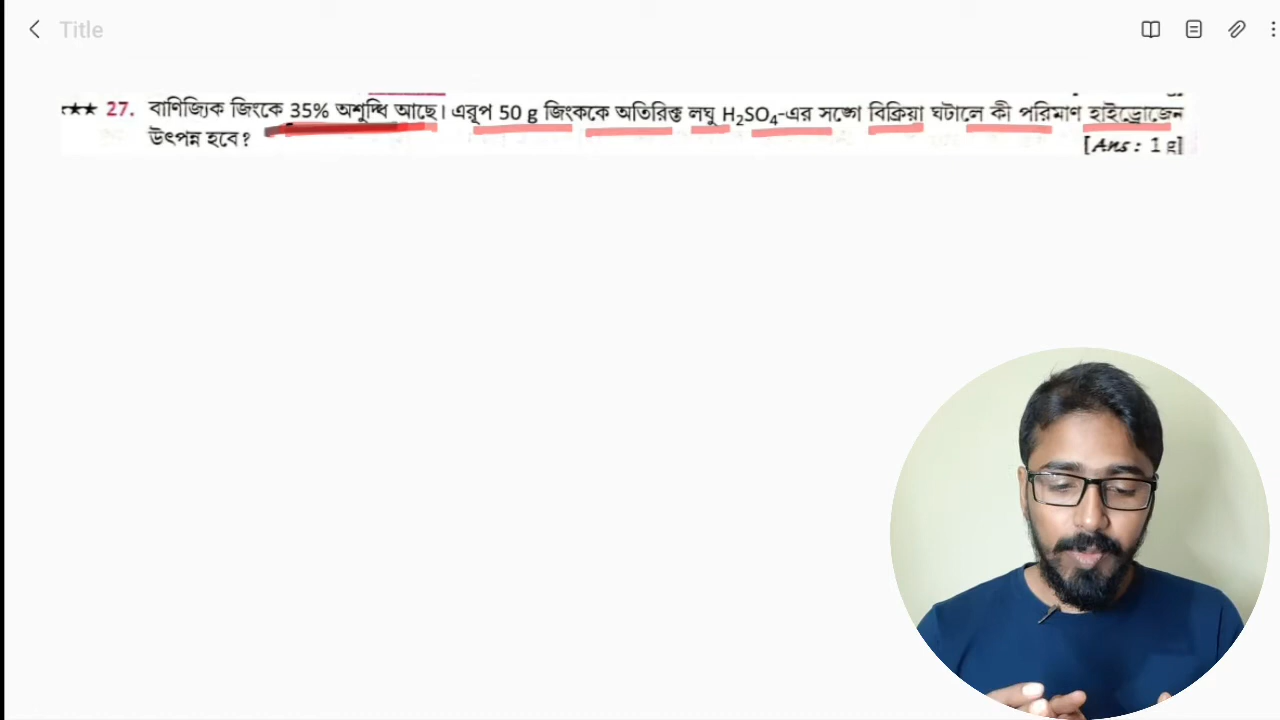 Title
★★ 27. বাণিজ্যিক জিংকে 35% অশুদ্ধি আছে। এরূপ 50 g জিংককে অতিরিক্ত লঘু H₂SO₄-এর সঙ্গে বিক্রিয়া ঘটালে কী পরিমাণ হাইড্রোজেন
উৎপন্ন হবে?
[Ans : 1 g]